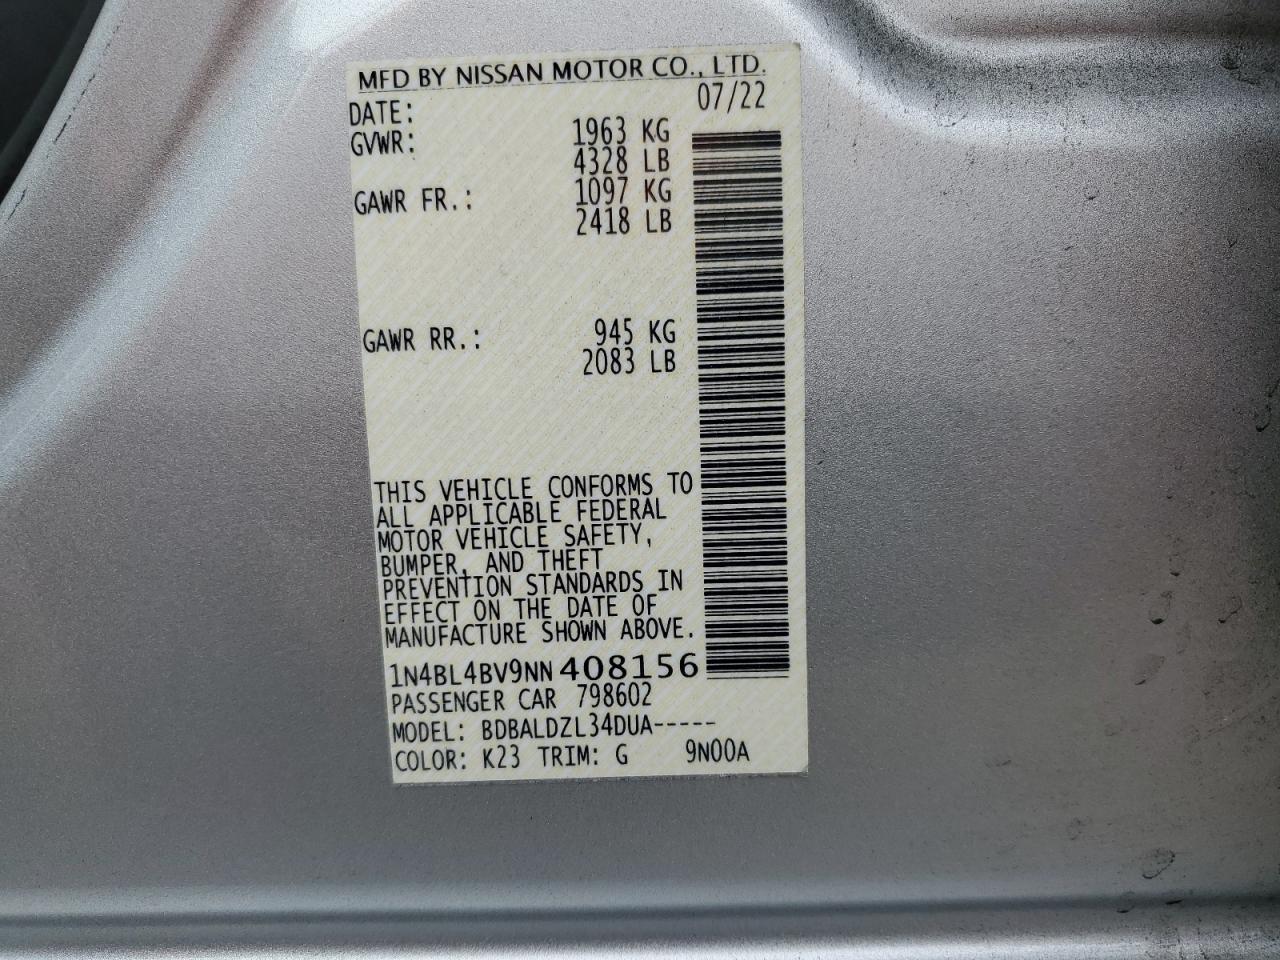 MFD BY NISSAN MOTOR CO., LTD.
DATE: 07/22
GVWR: 1963 KG
4328 LB
GAWR FR.: 1097 KG
2418 LB
GAWR RR.: 945 KG
2083 LB
THIS VEHICLE CONFORMS TO
ALL APPLICABLE FEDERAL
MOTOR VEHICLE SAFETY,
BUMPER, AND THEFT
PREVENTION STANDARDS IN
EFFECT ON THE DATE OF
MANUFACTURE SHOWN ABOVE.
1N4BL4BV9NN408156
PASSENGER CAR 798602
MODEL: BDBALDZL34DUA-----
COLOR: K23 TRIM: G 9N00A